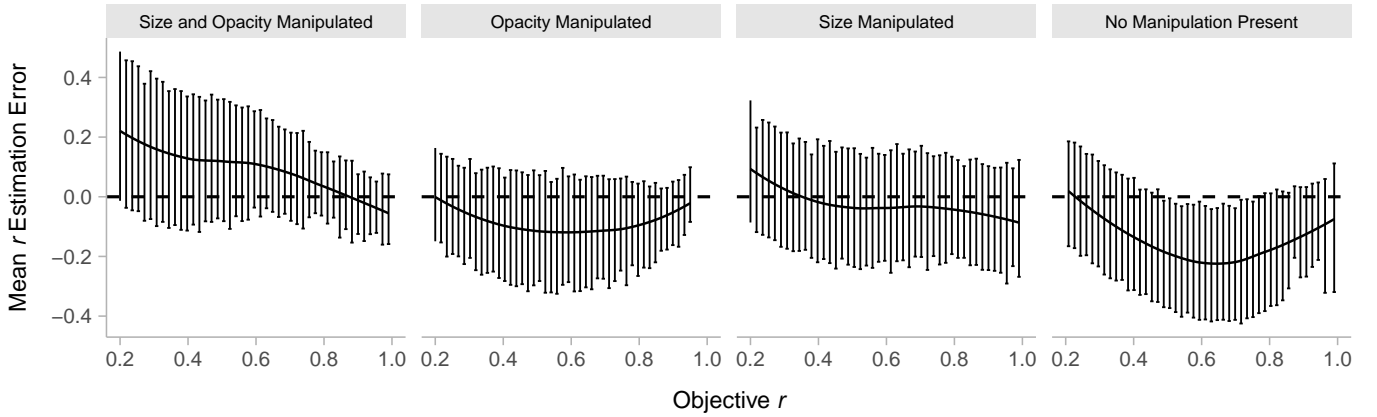 Size and Opacity Manipulated
Opacity Manipulated
Size Manipulated
No Manipulation Present
Mean r Estimation Error
0.4
0.2
0.0
−0.2
−0.4
0.2 0.4 0.6 0.8 1.0
0.2 0.4 0.6 0.8 1.0
0.2 0.4 0.6 0.8 1.0
0.2 0.4 0.6 0.8 1.0
Objective r